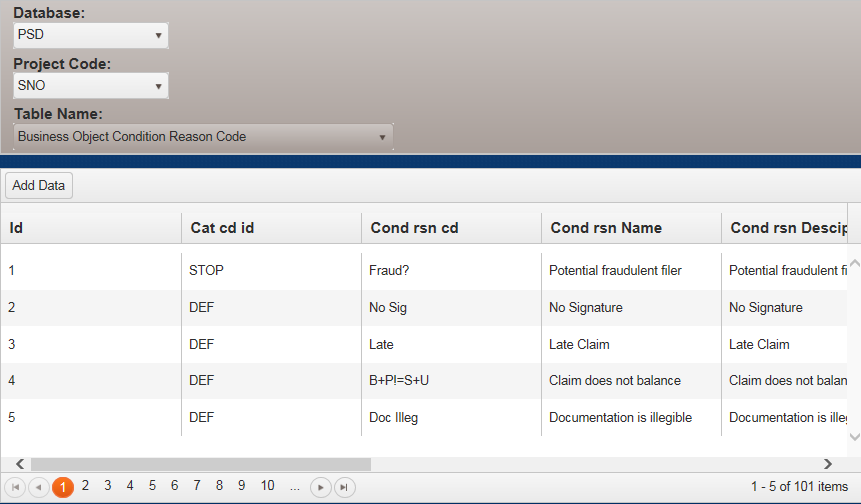 Database:
PSD
Project Code:
SNO
Table Name:
Business Object Condition Reason Code
Add Data
Id Cat cd id Cond rsn cd Cond rsn Name Cond rsn Descip
1 STOP Fraud? Potential fraudulent filer Potential fraudulent fi
2 DEF No Sig No Signature No Signature
3 DEF Late Late Claim Late Claim
4 DEF B+P!=S+U Claim does not balance Claim does not balan
5 DEF Doc Illeg Documentation is illegible Documentation is illeg
1 2 3 4 5 6 7 8 9 10 ... 1 - 5 of 101 items